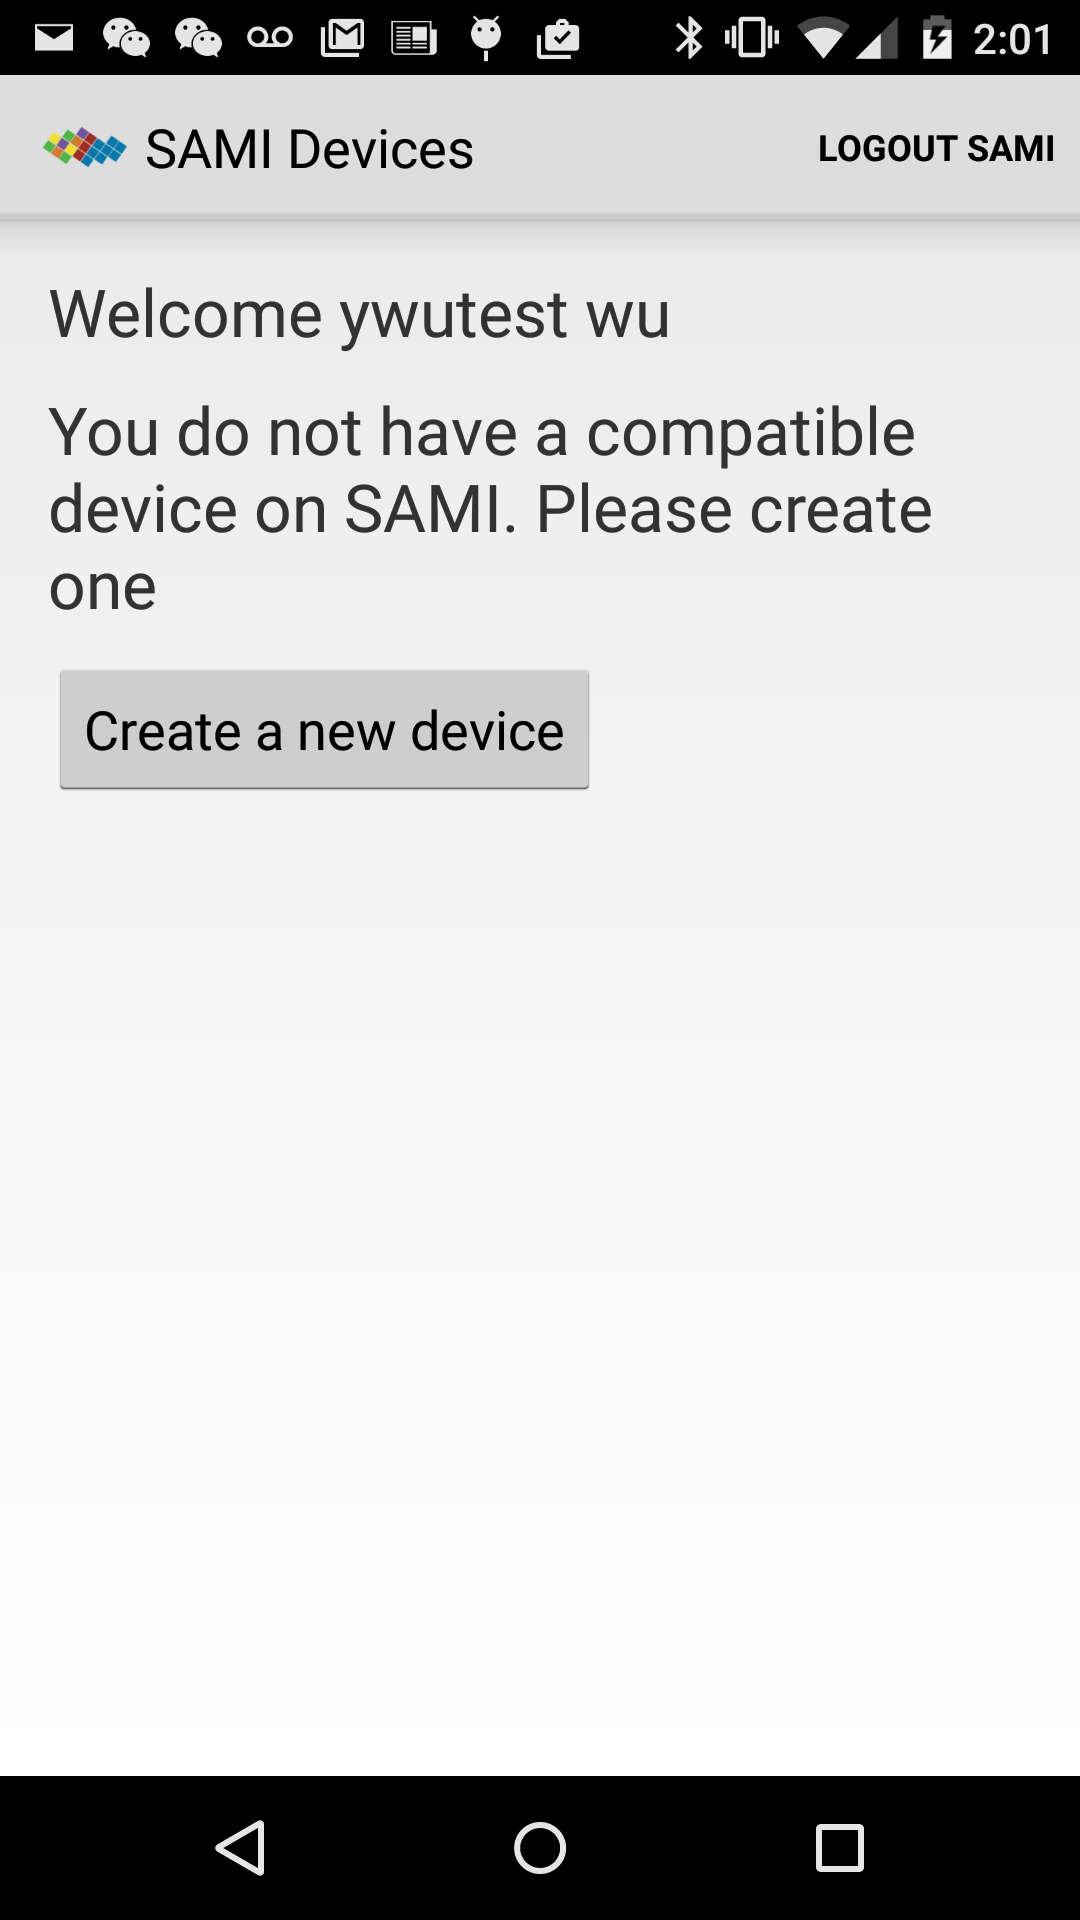 2:01
SAMI Devices
LOGOUT SAMI
Welcome ywutest wu
You do not have a compatible
device on SAMI. Please create
one
Create a new device